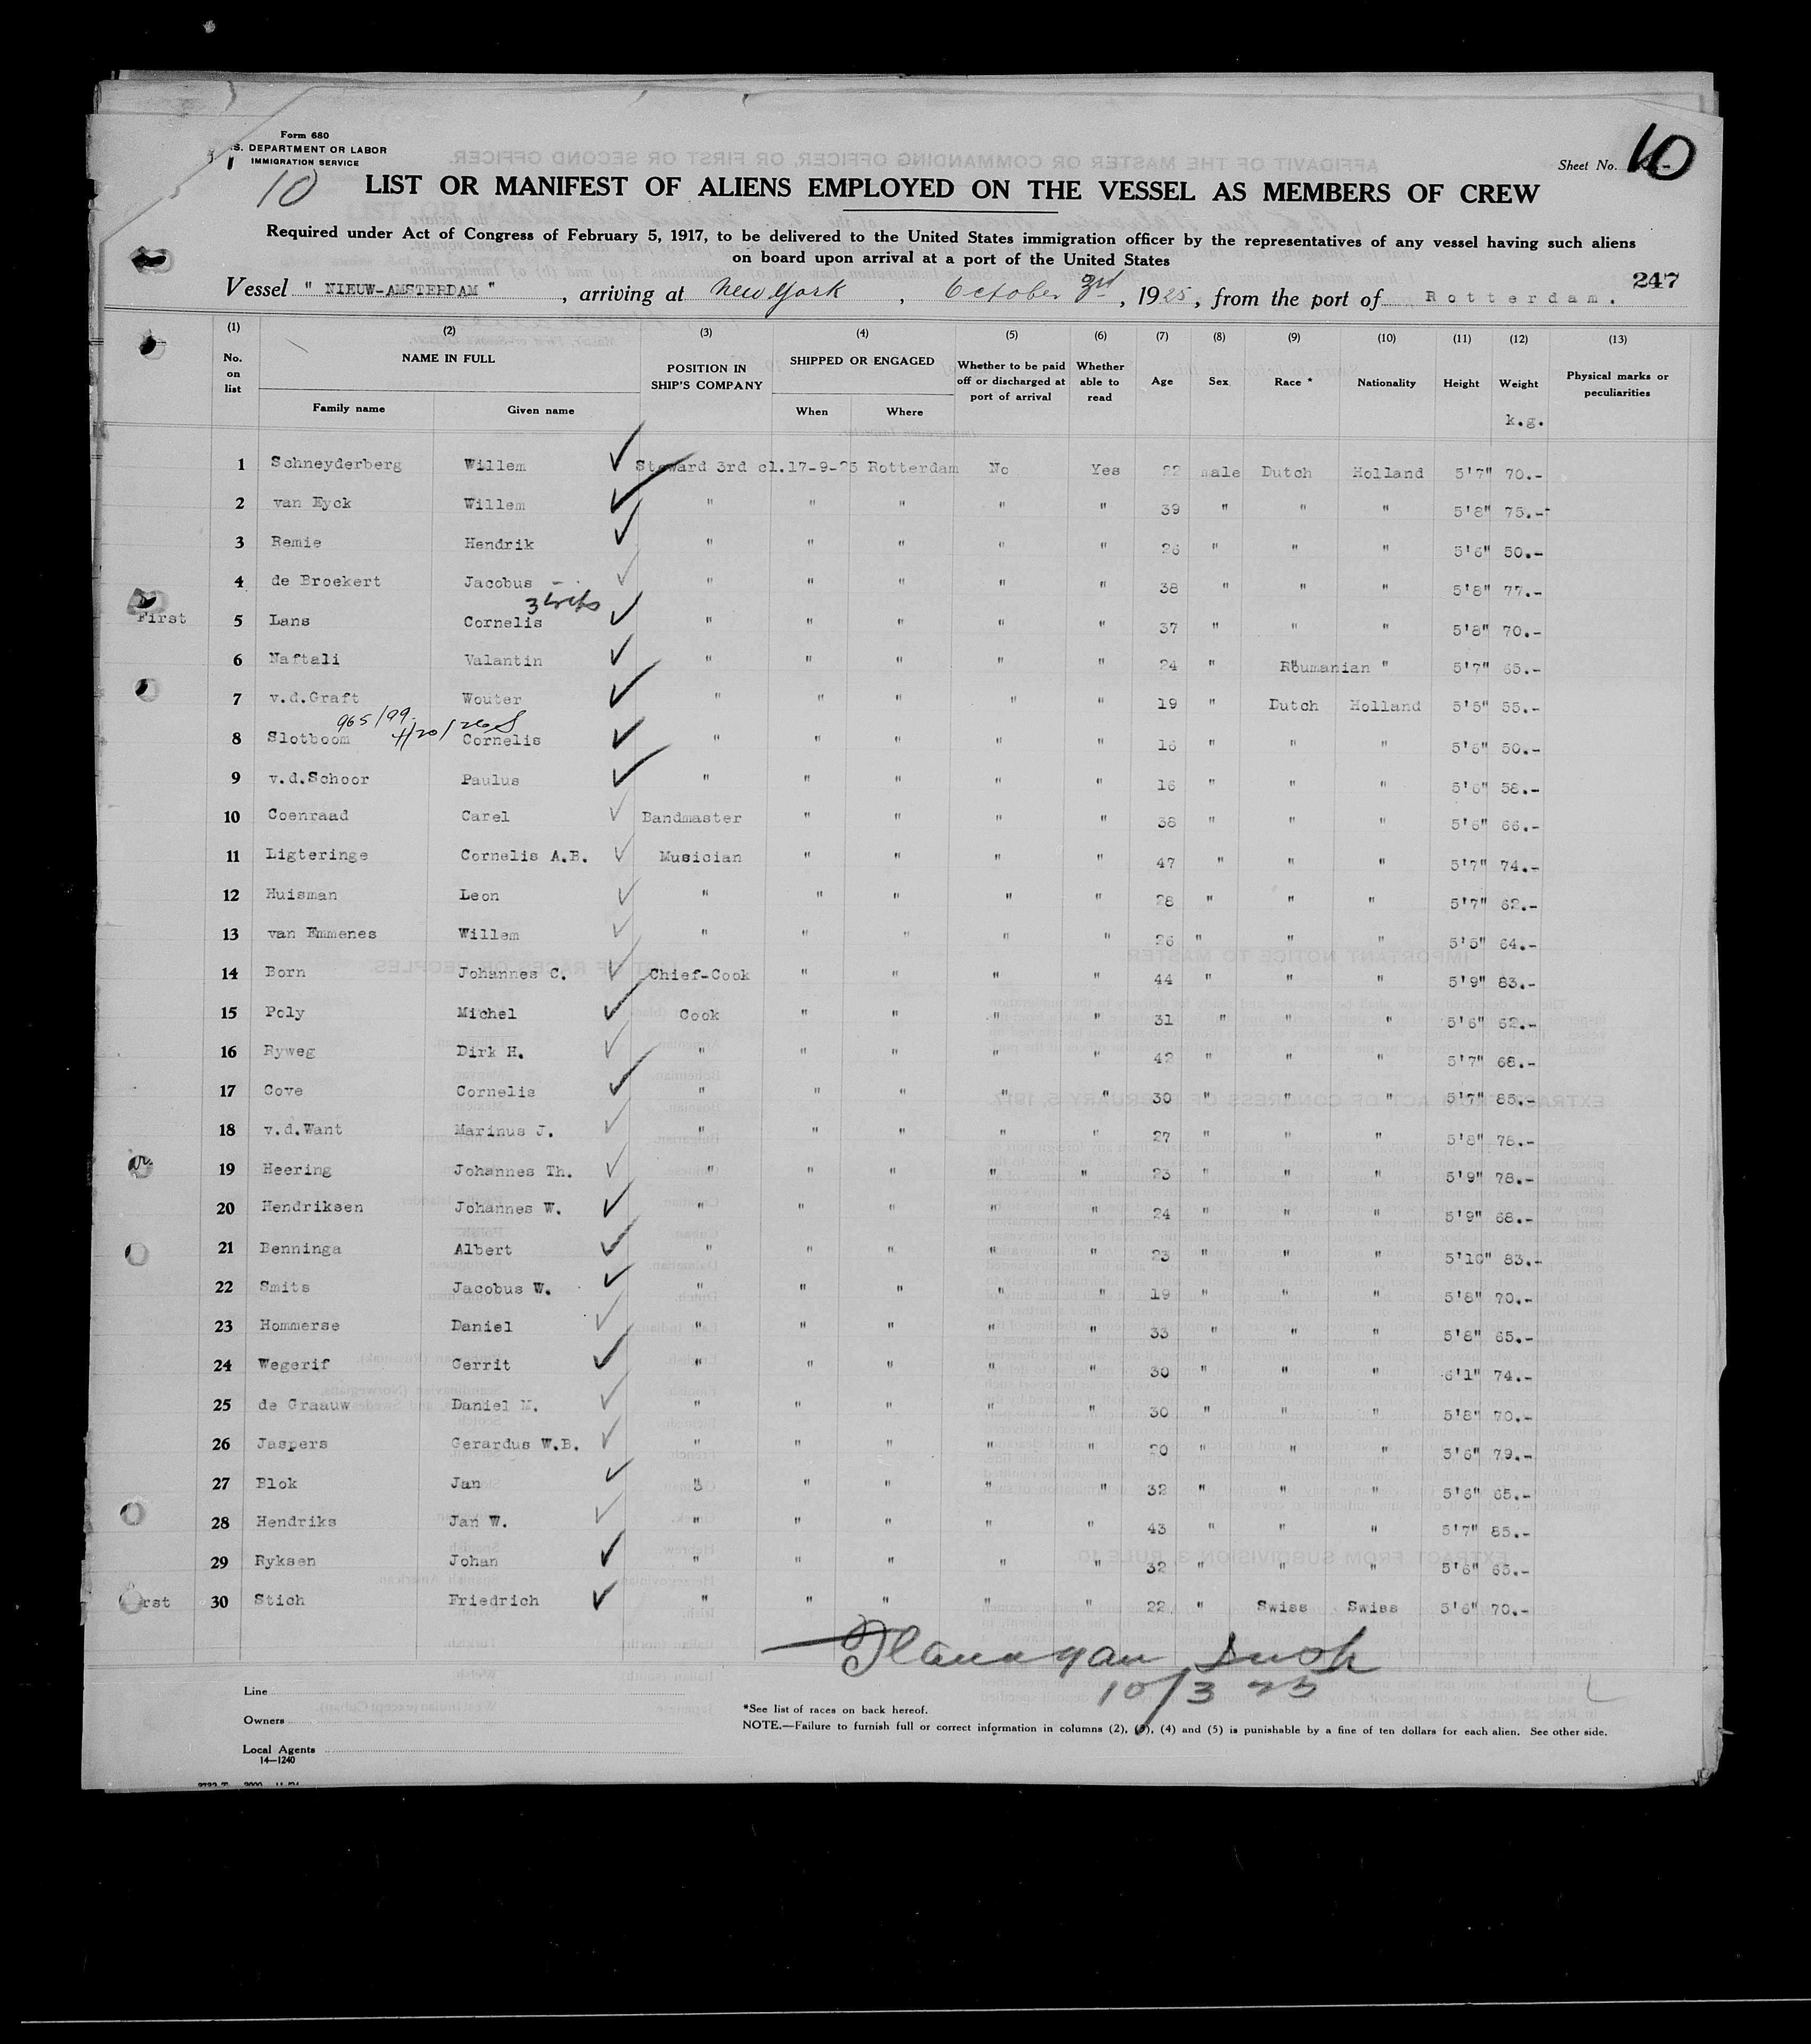 Form 680
S. DEPARTMENT OR LABOR
IMMIGRATION SERVICE
10
Sheet No. 10
LIST OR MANIFEST OF ALIENS EMPLOYED ON THE VESSEL AS MEMBERS OF CREW
Required under Act of Congress of February 5, 1917, to be delivered to the United States immigration officer by the representatives of any vessel having such aliens
on board upon arrival at a port of the United States
247
Vessel " NIEUW-AMSTERDAM " , arriving at New York , October 3rd , 1925 , from the port of Rotterdam.
(1) (2) (3) (4) (5) (6) (7) (8) (9) (10) (11) (12) (13)
No. on list NAME IN FULL POSITION IN SHIP'S COMPANY SHIPPED OR ENGAGED Whether to be paid off or discharged at port of arrival Whether able to read Age Sex Race * Nationality Height Weight Physical marks or peculiarities
Family name Given name When Where k.g.
1 Schneyderberg Willem Steward 3rd cl. 17-9-25 Rotterdam No Yes 22 male Dutch Holland 5'7" 70.-
2 van Eyck Willem " " " " " 39 " " " 5'8" 75.-
3 Remie Hendrik " " " " " 26 " " " 5'6" 50.-
4 de Broekert Jacobus " " " " " 38 " " " 5'8" 77.-
3 trips
First 5 Lans Cornelis " " " " " 37 " " " 5'8" 70.-
6 Naftali Valantin " " " " " 24 " Roumanian " 5'7" 65.-
7 v.d.Graft Wouter " " " " " 19 " Dutch Holland 5'5" 55.-
965/99. 4/20/26 S
8 Slotboom Cornelis " " " " " 16 " " " 5'6" 50.-
9 v.d.Schoor Paulus " " " " " 16 " " " 5'6" 58.-
10 Coenraad Carel Bandmaster " " " " 38 " " " 5'6" 66.-
11 Ligteringe Cornelis A.B. Musician " " " " 47 " " " 5'7" 74.-
12 Huisman Leon " " " " " 28 " " " 5'7" 62.-
13 van Emmenes Willem " " " " " 26 " " " 5'5" 64.-
14 Born Johannes C. Chief-Cook " " " " 44 " " " 5'9" 83.-
15 Poly Michel Cook " " " " 31 " " " 5'6" 62.-
16 Ryweg Dirk H. " " " " " 42 " " " 5'7" 68.-
17 Cove Cornelis " " " " " 30 " " " 5'7" 85.-
18 v.d.Want Marinus J. " " " " " 27 " " " 5'8" 78.-
19 Heering Johannes Th. " " " " " 23 " " " 5'9" 78.-
20 Hendriksen Johannes W. " " " " " 24 " " " 5'9" 68.-
21 Benninga Albert " " " " " 23 " " " 5'10" 83.-
22 Smits Jacobus W. " " " " " 19 " " " 5'8" 70.-
23 Hommerse Daniel " " " " " 33 " " " 5'8" 65.-
24 Wegerif Gerrit " " " " " 30 " " " 6'1" 74.-
25 de Graauw Daniel M. " " " " " 30 " " " 5'8" 70.-
26 Jaspers Gerardus W.B. " " " " " 20 " " " 5'6" 79.-
27 Blok Jan " " " " " 32 " " " 5'6" 65.-
28 Hendriks Jan W. " " " " " 43 " " " 5'7" 85.-
29 Ryksen Johan " " " " " 32 " " " 5'6" 65.-
rst 30 Stich Friedrich " " " " " 22 " Swiss Swiss 5'6" 70.-
Flanagan
10/3 25
Line
Owners
Local Agents
14—1240
*See list of races on back hereof.
NOTE.—Failure to furnish full or correct information in columns (2), (3), (4) and (5) is punishable by a fine of ten dollars for each alien. See other side.